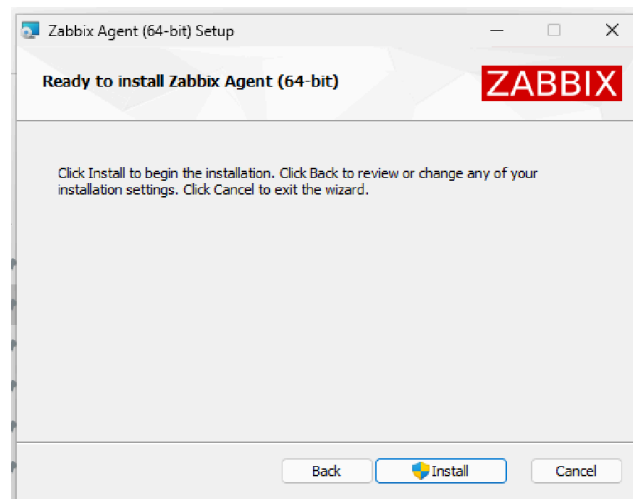 Zabbix Agent (64-bit) Setup
Ready to install Zabbix Agent (64-bit)
ZABBIX
Click Install to begin the installation. Click Back to review or change any of your
installation settings. Click Cancel to exit the wizard.
Back
Install
Cancel